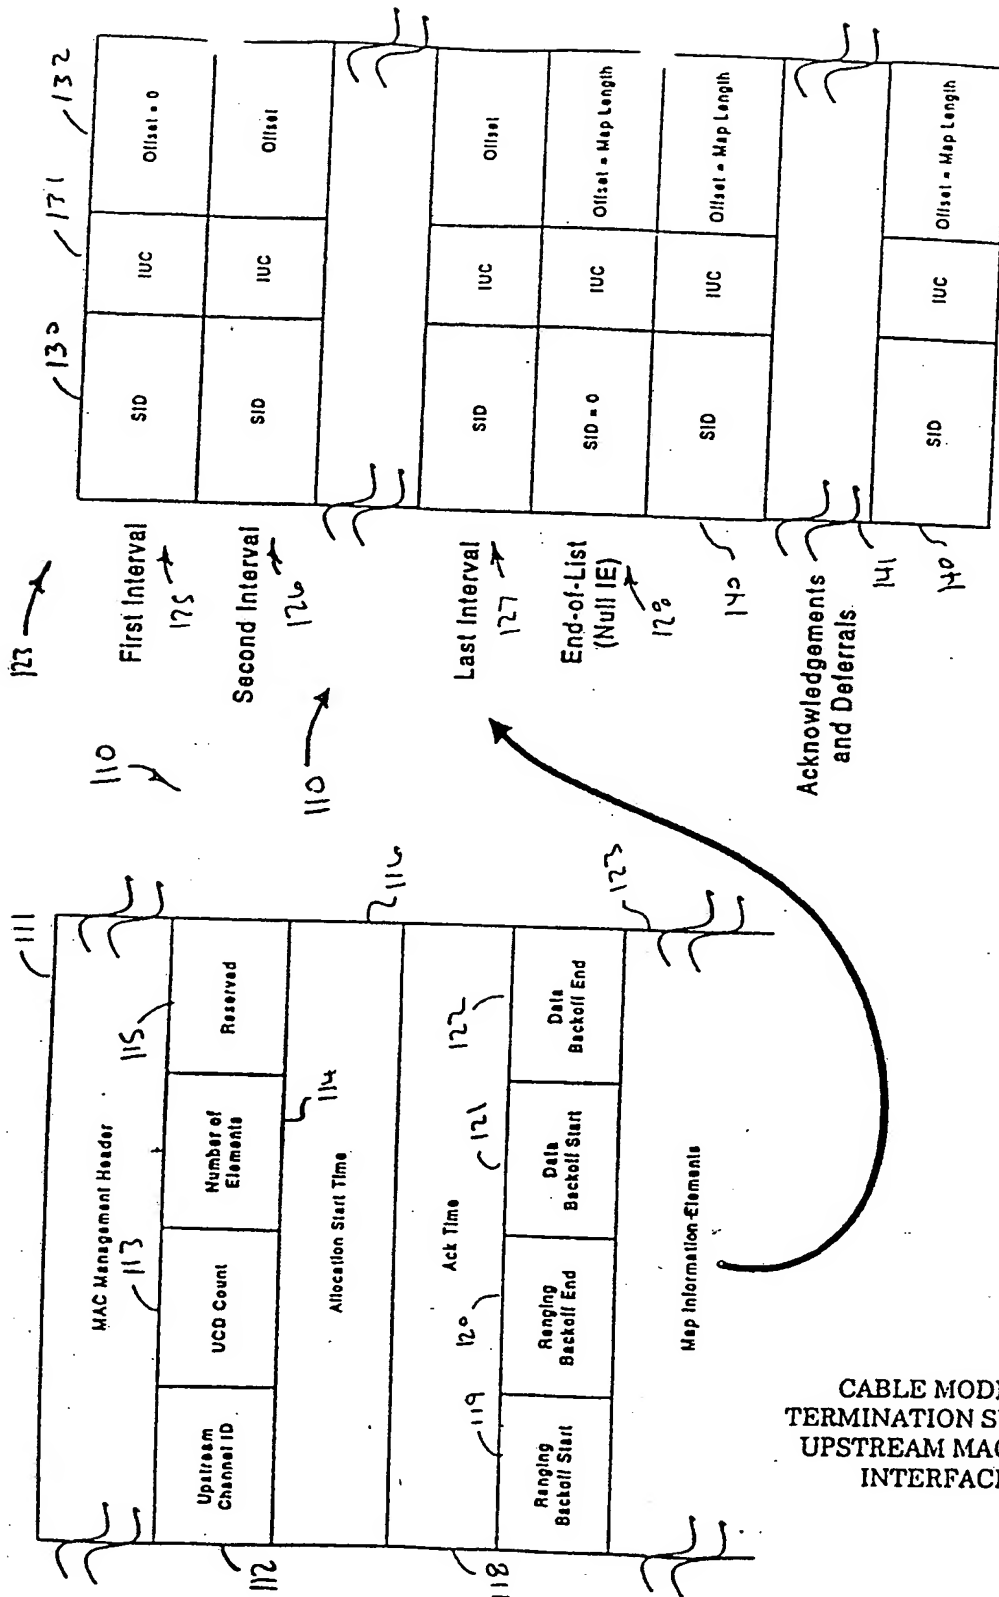 123
130
131
132
First Interval
125
SID
IUC
Offset = 0
Second Interval
126
SID
IUC
Offset
110
110
Last Interval
127
SID
IUC
Offset
End-of-List
(Null IE)
SID = 0
IUC
Offset = Map Length
140
SID
IUC
Offset = Map Length
Acknowledgements
and Deferrals
141
140
SID
IUC
Offset = Map Length
111
MAC Management Header
113
115
112
Upstream
Channel ID
UCD Count
Number of
Elements
Reserved
114
Allocation Start Time
116
118
Ack Time
119
120
121
122
Ranging
Backoff Start
Ranging
Backoff End
Data
Backoff Start
Data
Backoff End
123
Map Information Elements
CABLE MOD
TERMINATION
UPSTREAM MAC
INTERFAC